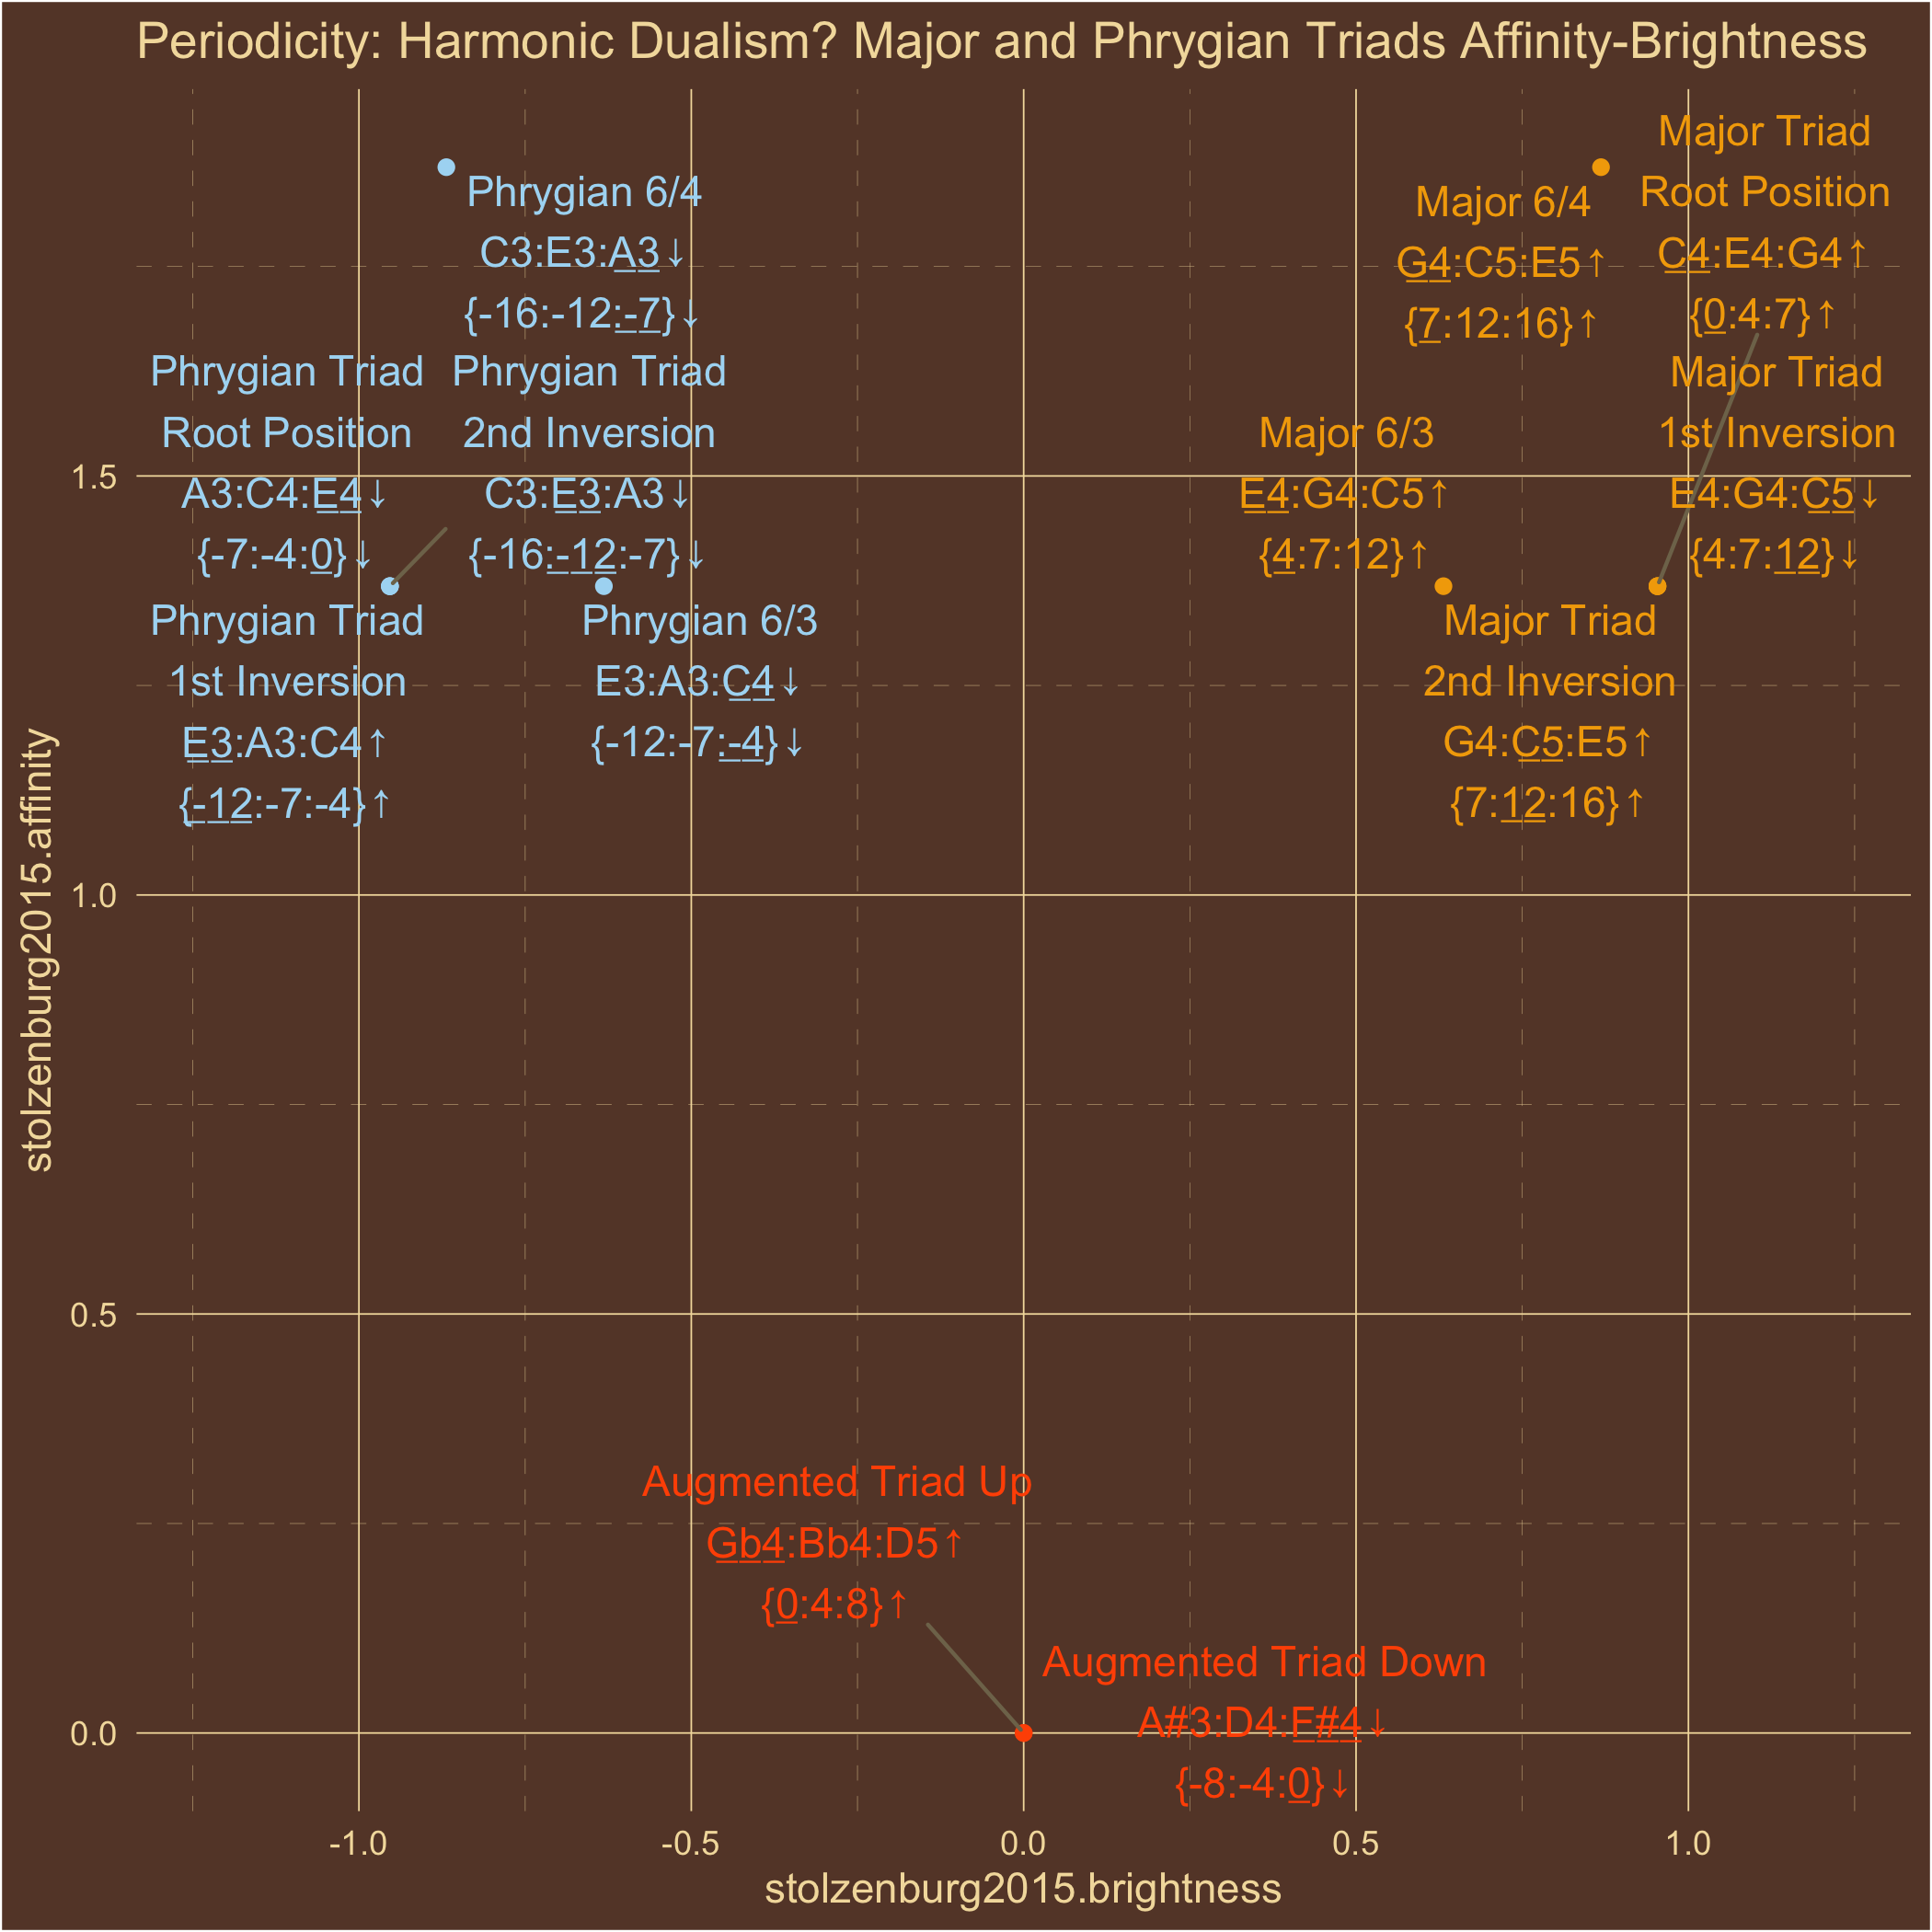 Periodicity: Harmonic Dualism? Major and Phrygian Triads Affinity-Brightness
Phrygian 6/4
C3:E3:A3↓
{-16:-12:-7}↓
Major 6/4
G4:C5:E5↑
{7:12:16}↑
Major Triad
Root Position
C4:E4:G4↑
{0:4:7}↑
Phrygian Triad
Root Position
A3:C4:E4↓
{-7:-4:0}↓
Phrygian Triad
2nd Inversion
C3:E3:A3↓
{-16:-12:-7}↓
Major 6/3
E4:G4:C5↑
{4:7:12}↑
Major Triad
1st Inversion
E4:G4:C5↓
{4:7:12}↓
Phrygian Triad
1st Inversion
E3:A3:C4↑
{-12:-7:-4}↑
Phrygian 6/3
E3:A3:C4↓
{-12:-7:-4}↓
Major Triad
2nd Inversion
G4:C5:E5↑
{7:12:16}↑
Augmented Triad Up
Gb4:Bb4:D5↑
{0:4:8}↑
Augmented Triad Down
A#3:D4:F#4↓
{-8:-4:0}↓
1.5
1.0
0.5
0.0
-1.0
-0.5
0.0
0.5
1.0
stolzenburg2015.brightness
stolzenburg2015.affinity